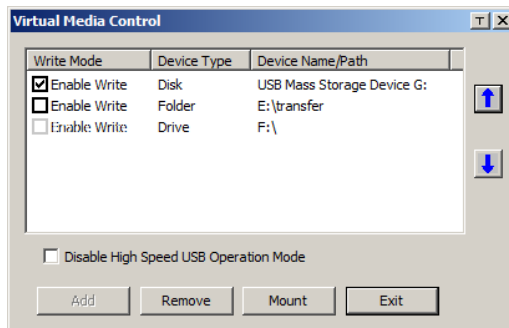 Virtual Media Control
Write Mode Device Type Device Name/Path
Enable Write Disk USB Mass Storage Device G:
Enable Write Folder E:\transfer
Enable Write Drive F:\
Disable High Speed USB Operation Mode
Add Remove Mount Exit